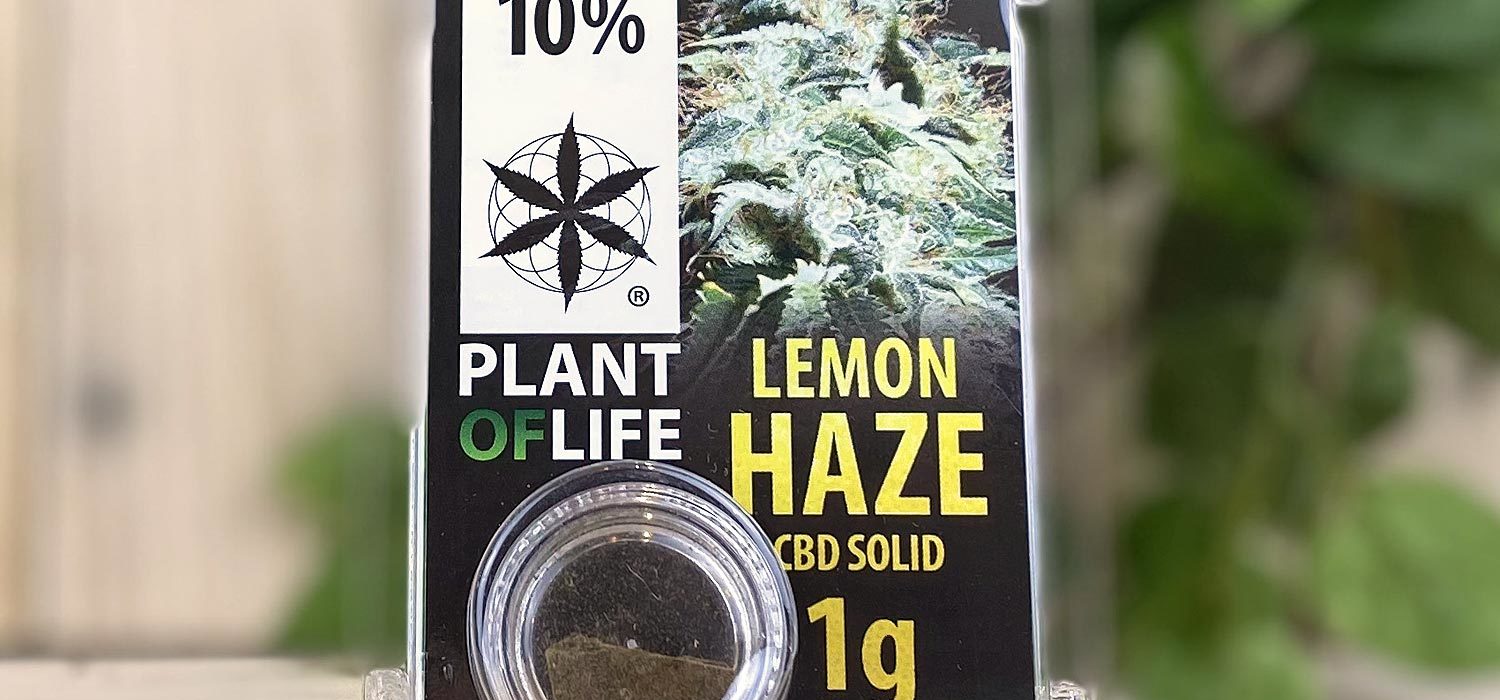 10%
®
PLANT
OFLIFE
LEMON
HAZE
CBD SOLID
1g